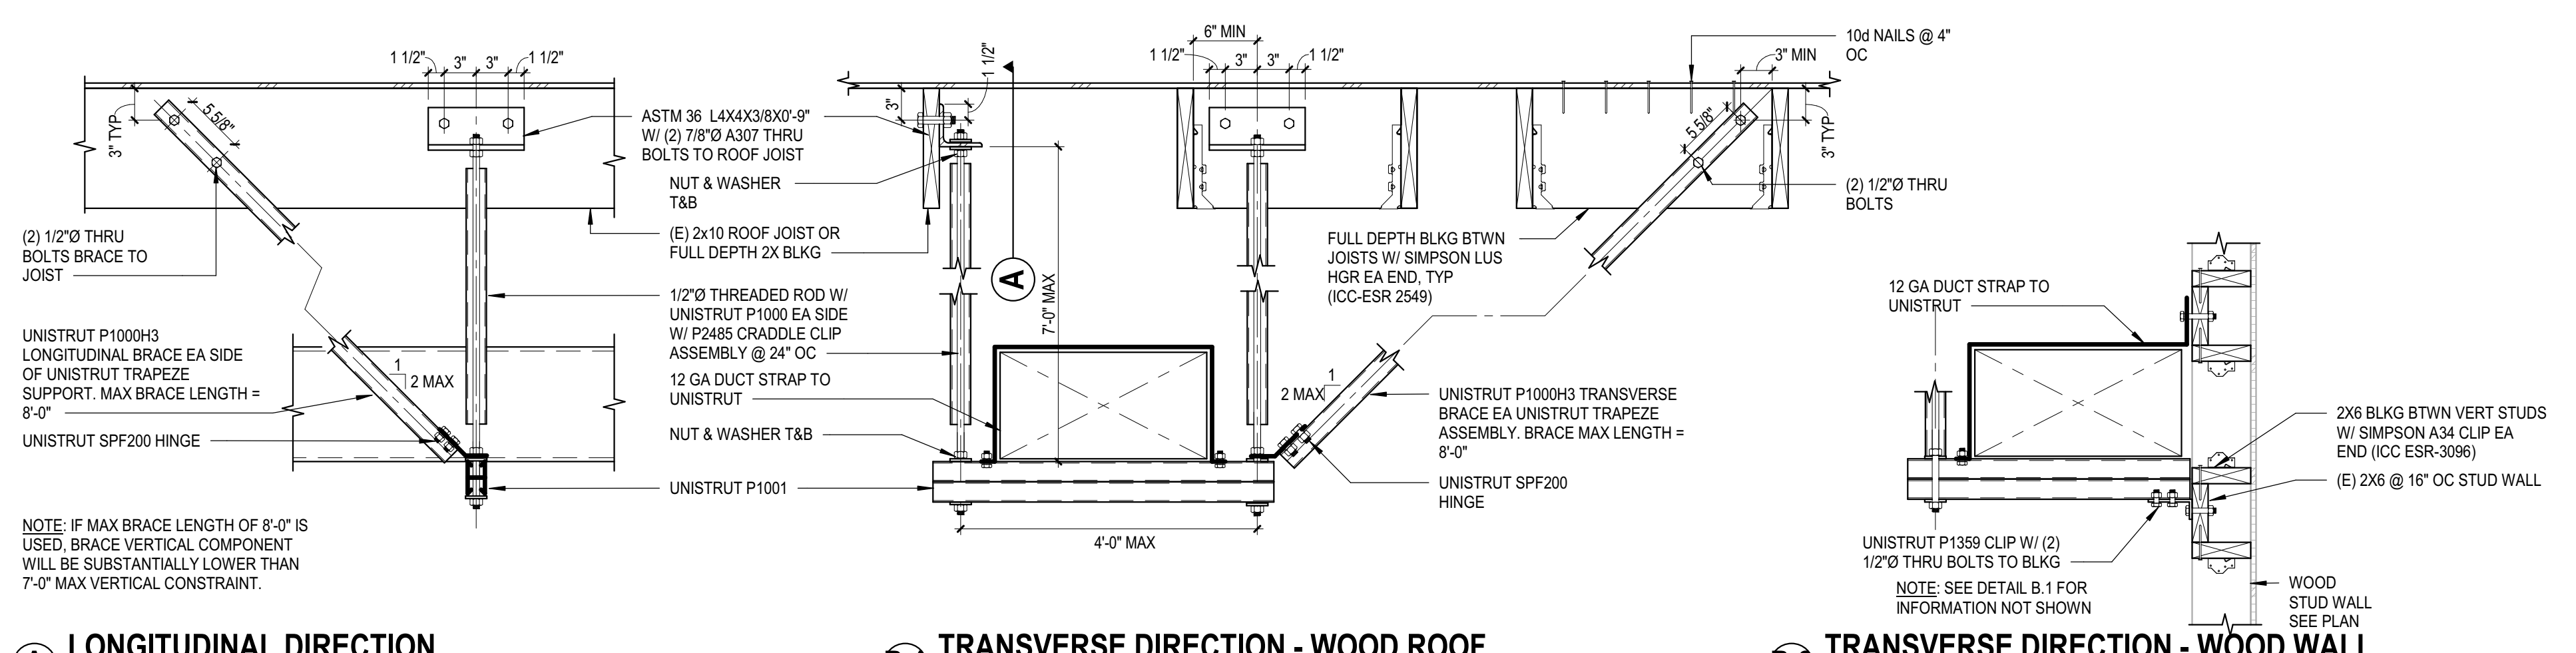 1 1/2"
3"
3"
1 1/2"
3" TYP
5 5/8"
(2) 1/2"Ø THRU
BOLTS BRACE TO
JOIST
UNISTRUT P1000H3
LONGITUDINAL BRACE EA SIDE
OF UNISTRUT TRAPEZE
SUPPORT. MAX BRACE LENGTH =
8'-0"
UNISTRUT SPF200 HINGE
1
2 MAX
NOTE: IF MAX BRACE LENGTH OF 8'-0" IS
USED, BRACE VERTICAL COMPONENT
WILL BE SUBSTANTIALLY LOWER THAN
7'-0" MAX VERTICAL CONSTRAINT.
LONGITUDINAL DIRECTION
ASTM 36 L4X4X3/8X0'-9"
W/ (2) 7/8"Ø A307 THRU
BOLTS TO ROOF JOIST
NUT & WASHER
T&B
(E) 2x10 ROOF JOIST OR
FULL DEPTH 2X BLKG
1/2"Ø THREADED ROD W/
UNISTRUT P1000 EA SIDE
W/ P2485 CRADDLE CLIP
ASSEMBLY @ 24" OC
12 GA DUCT STRAP TO
UNISTRUT
NUT & WASHER T&B
UNISTRUT P1001
3"
1 1/2"
A
7'-0" MAX
6" MIN
1 1/2"
3"
3"
1 1/2"
10d NAILS @ 4"
OC
3" MIN
5 5/8"
3" TYP
(2) 1/2"Ø THRU
BOLTS
FULL DEPTH BLKG BTWN
JOISTS W/ SIMPSON LUS
HGR EA END, TYP
(ICC-ESR 2549)
1
2 MAX
UNISTRUT P1000H3 TRANSVERSE
BRACE EA UNISTRUT TRAPEZE
ASSEMBLY. BRACE MAX LENGTH =
8'-0"
UNISTRUT SPF200
HINGE
4'-0" MAX
TRANSVERSE DIRECTION - WOOD ROOF
12 GA DUCT STRAP TO
UNISTRUT
2X6 BLKG BTWN VERT STUDS
W/ SIMPSON A34 CLIP EA
END (ICC ESR-3096)
(E) 2X6 @ 16" OC STUD WALL
UNISTRUT P1359 CLIP W/ (2)
1/2"Ø THRU BOLTS TO BLKG
NOTE: SEE DETAIL B.1 FOR
INFORMATION NOT SHOWN
WOOD
STUD WALL
SEE PLAN
TRANSVERSE DIRECTION - WOOD WALL